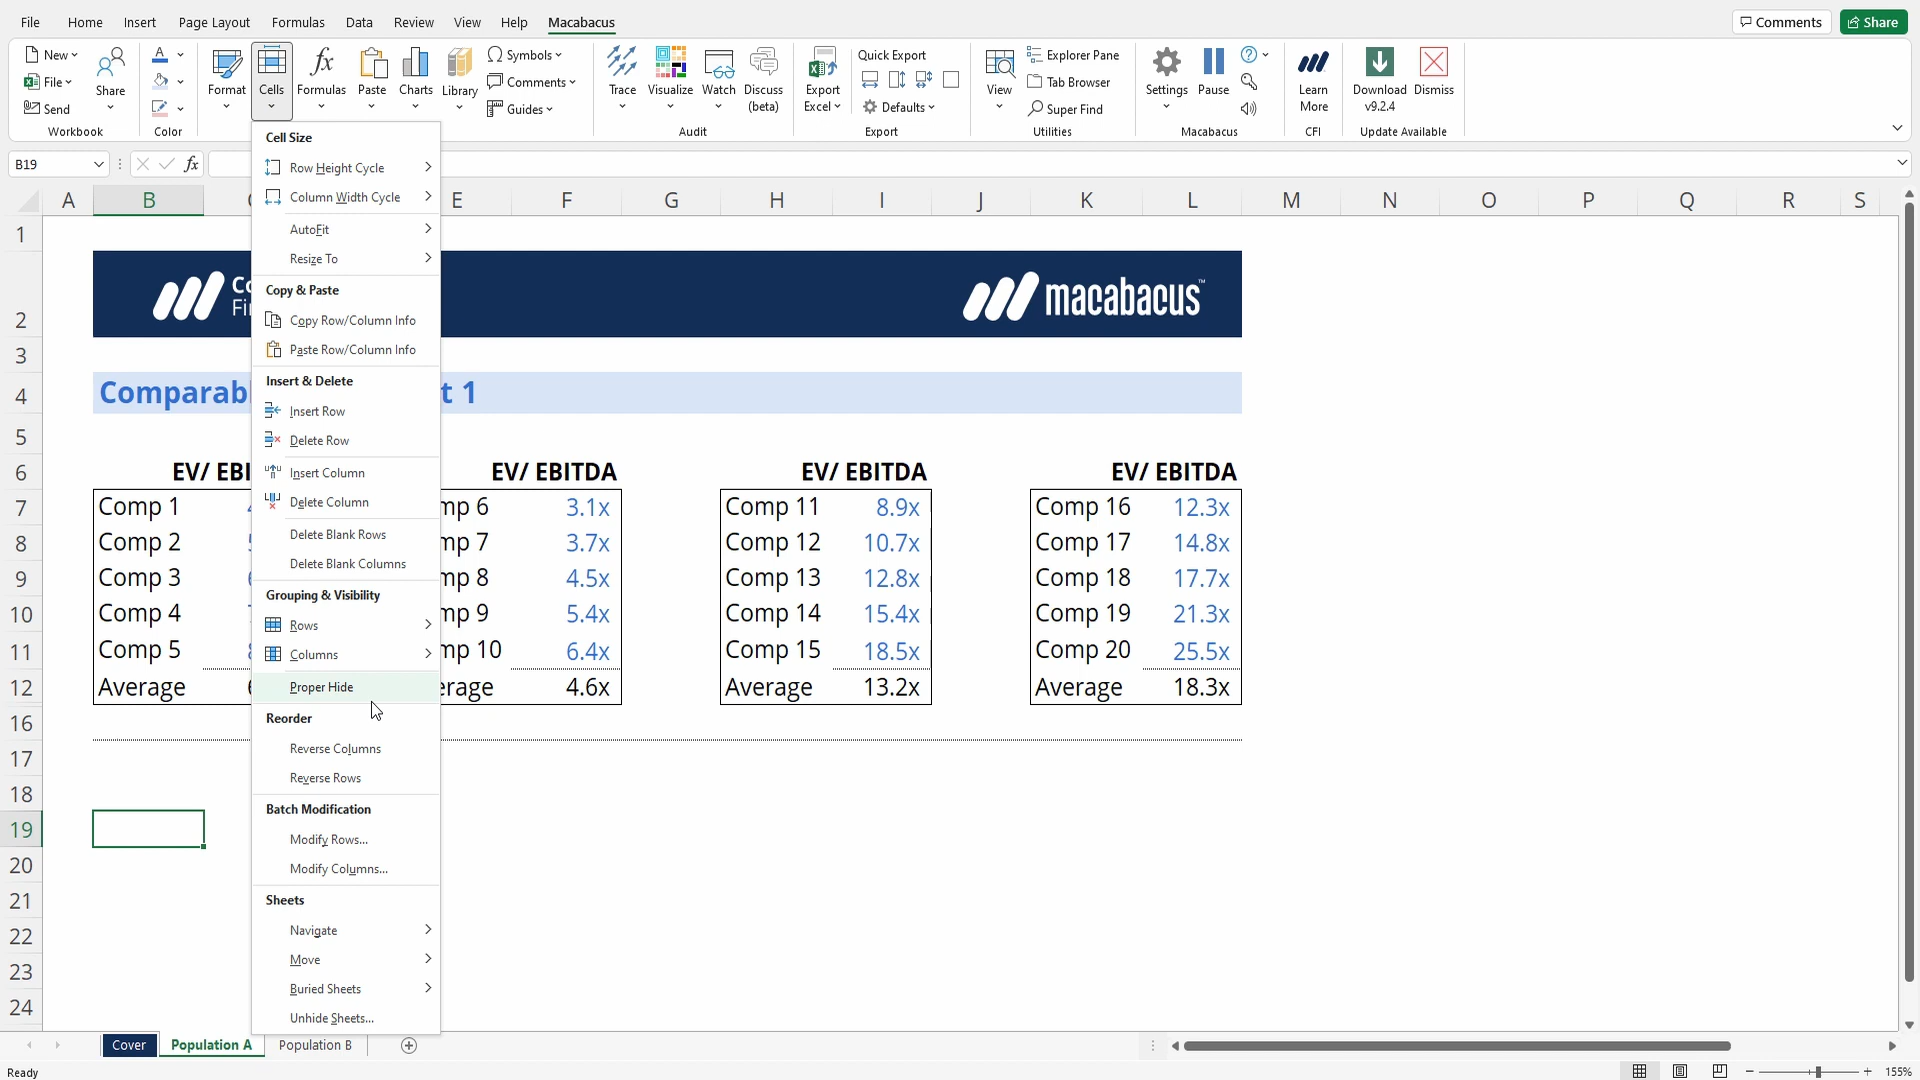 File Home Insert Page Layout Formulas Data Review View Help Macabacus Comments Share
New File Send Share Format Cells Formulas Paste Charts Library Symbols Comments Guides Trace Visualize Watch Discuss (beta) Export Excel Quick Export Defaults View Explorer Pane Tab Browser Super Find Settings Pause Learn More Download v9.2.4 Dismiss
Workbook Color Audit Export Utilities Macabacus CFI Update Available
B19 fx
A B E F G H I J K L M N O P Q R S
Cell Size
Row Height Cycle
Column Width Cycle
AutoFit
Resize To
Copy & Paste
Copy Row/Column Info
Paste Row/Column Info
Insert & Delete
Insert Row
Delete Row
Insert Column
Delete Column
Delete Blank Rows
Delete Blank Columns
Grouping & Visibility
Rows
Columns
Proper Hide
Reorder
Reverse Columns
Reverse Rows
Batch Modification
Modify Rows...
Modify Columns...
Sheets
Navigate
Move
Buried Sheets
Unhide Sheets...
1
2 macabacus™
3
4 Comparab t 1
5
6 EV/ EBI EV/ EBITDA EV/ EBITDA EV/ EBITDA
7 Comp 1 mp 6 3.1x Comp 11 8.9x Comp 16 12.3x
8 Comp 2 mp 7 3.7x Comp 12 10.7x Comp 17 14.8x
9 Comp 3 mp 8 4.5x Comp 13 12.8x Comp 18 17.7x
10 Comp 4 mp 9 5.4x Comp 14 15.4x Comp 19 21.3x
11 Comp 5 mp 10 6.4x Comp 15 18.5x Comp 20 25.5x
12 Average erage 4.6x Average 13.2x Average 18.3x
16
17
18
19
20
21
22
23
24
Cover Population A Population B
Ready 155%